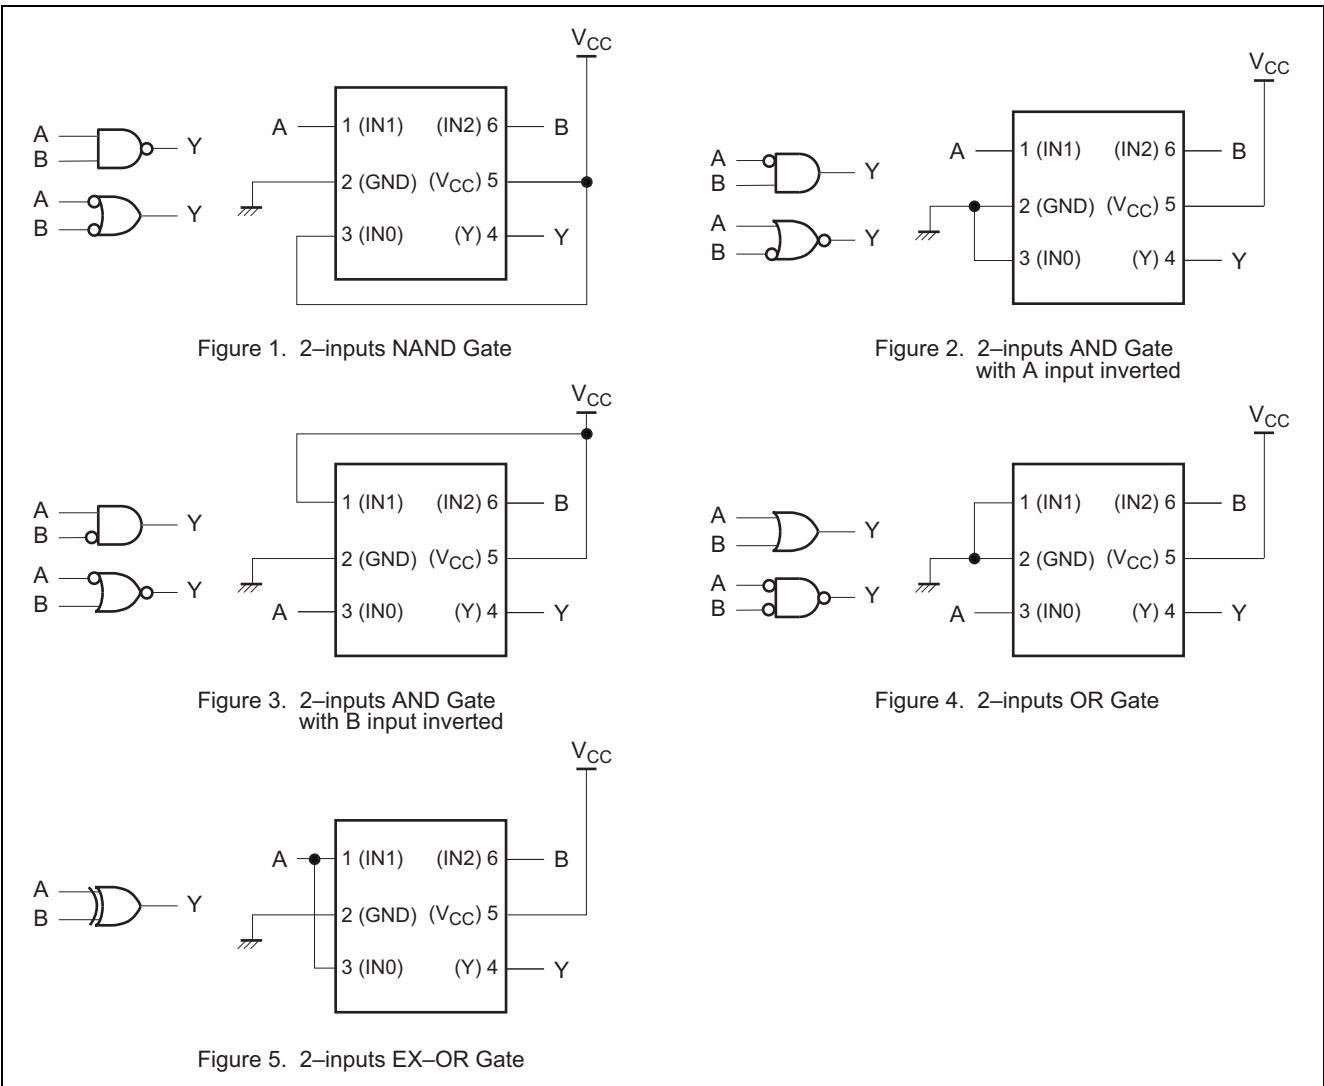 VCC
A 1 (IN1) (IN2) 6 B
A
B Y
2 (GND) (VCC) 5
A
B Y
3 (IN0) (Y) 4 Y
Figure 1. 2–inputs NAND Gate
VCC
A 1 (IN1) (IN2) 6 B
A
B Y
2 (GND) (VCC) 5
A
B Y
3 (IN0) (Y) 4 Y
Figure 2. 2–inputs AND Gate
with A input inverted
VCC
1 (IN1) (IN2) 6 B
A
B Y
2 (GND) (VCC) 5
A
B Y
A 3 (IN0) (Y) 4 Y
Figure 3. 2–inputs AND Gate
with B input inverted
VCC
1 (IN1) (IN2) 6 B
A
B Y
2 (GND) (VCC) 5
A
B Y
A 3 (IN0) (Y) 4 Y
Figure 4. 2–inputs OR Gate
VCC
A 1 (IN1) (IN2) 6 B
A
B Y
2 (GND) (VCC) 5
3 (IN0) (Y) 4 Y
Figure 5. 2–inputs EX–OR Gate